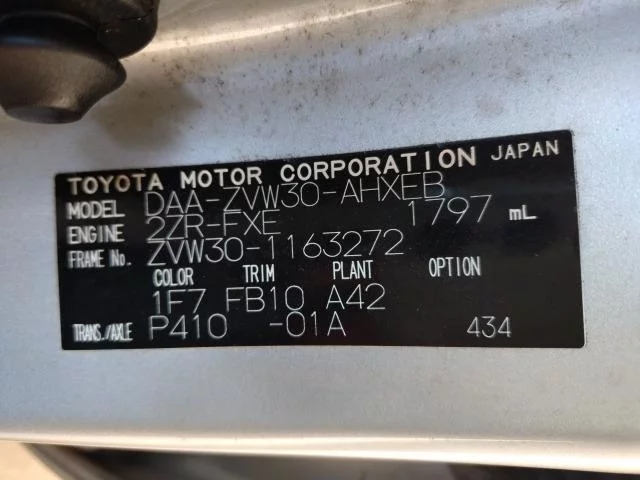 TOYOTA MOTOR CORPORATION JAPAN
MODEL DAA-ZVW30-AHXEB
ENGINE 2ZR-FXE 1797 mL
FRAME No. ZVW30-1163272
COLOR TRIM PLANT OPTION
1F7 FB10 A42
TRANS./AXLE P410 -01A 434